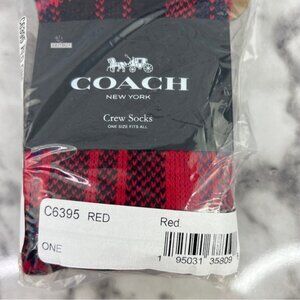 COACH
NEW YORK
Crew Socks
ONE SIZE FITS ALL
C6395 RED
Red
ONE
1 95031 35809